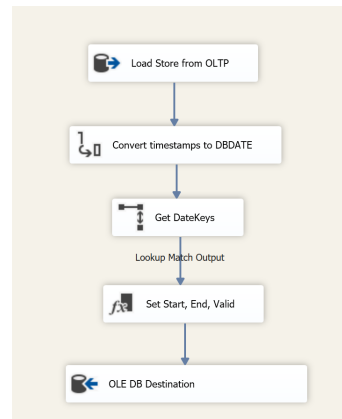 Load Store from OLTP
Convert timestamps to DBDATE
Get DateKeys
Lookup Match Output
Set Start, End, Valid
OLE DB Destination